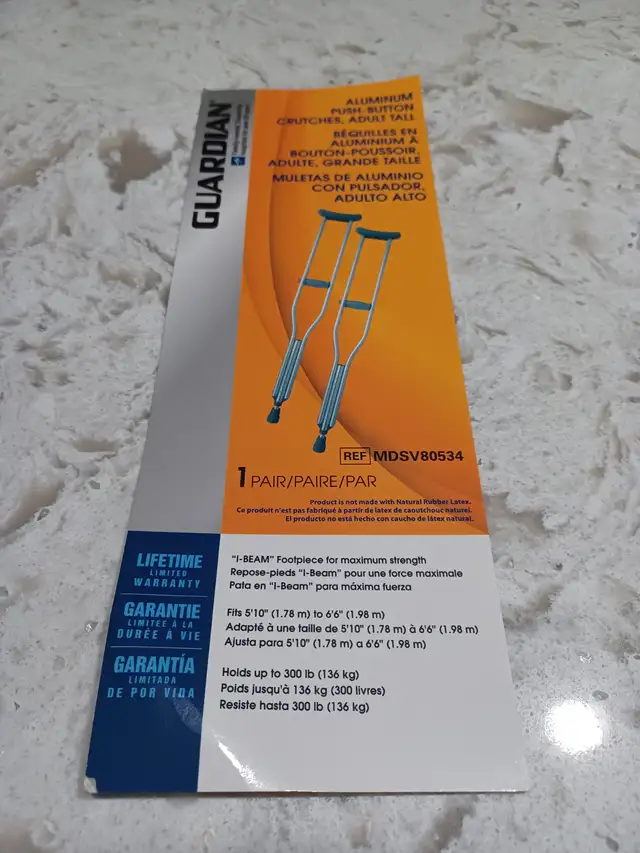 GUARDIAN
ALUMINUM
PUSH-BUTTON
CRUTCHES, ADULT TALL
BÉQUILLES EN
ALUMINIUM À
BOUTON-POUSSOIR,
ADULTE, GRANDE TAILLE
MULETAS DE ALUMINIO
CON PULSADOR,
ADULTO ALTO
REF MDSV80534
1 PAIR/PAIRE/PAR
Product is not made with Natural Rubber Latex.
Ce produit n'est pas fabriqué à partir de latex de caoutchouc naturel.
El producto no está hecho con caucho de látex natural.
LIFETIME
LIMITED
WARRANTY
GARANTIE
LIMITÉE À LA
DURÉE À VIE
GARANTÍA
LIMITADA
DE POR VIDA
"I-BEAM" Footpiece for maximum strength
Repose-pieds "I-Beam" pour une force maximale
Pata en "I-Beam" para máxima fuerza
Fits 5'10" (1.78 m) to 6'6" (1.98 m)
Adapté à une taille de 5'10" (1.78 m) à 6'6" (1.98 m)
Ajusta para 5'10" (1.78 m) a 6'6" (1.98 m)
Holds up to 300 lb (136 kg)
Poids jusqu'à 136 kg (300 livres)
Resiste hasta 300 lb (136 kg)